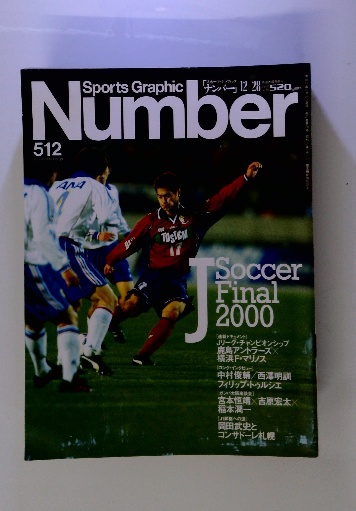 Sports Graphic
「ナンバー」 12・28 520
Number
512
ANA
TOSTEM
J Soccer
Final
2000
Jリーグ・チャンピオンシップ
鹿島アントラーズ×
横浜F・マリノス
中村俊輔／西澤明訓
フィリップ・トルシエ
宮本恒靖×吉原宏太×
稲本潤一
岡田武史と
コンサドーレ札幌